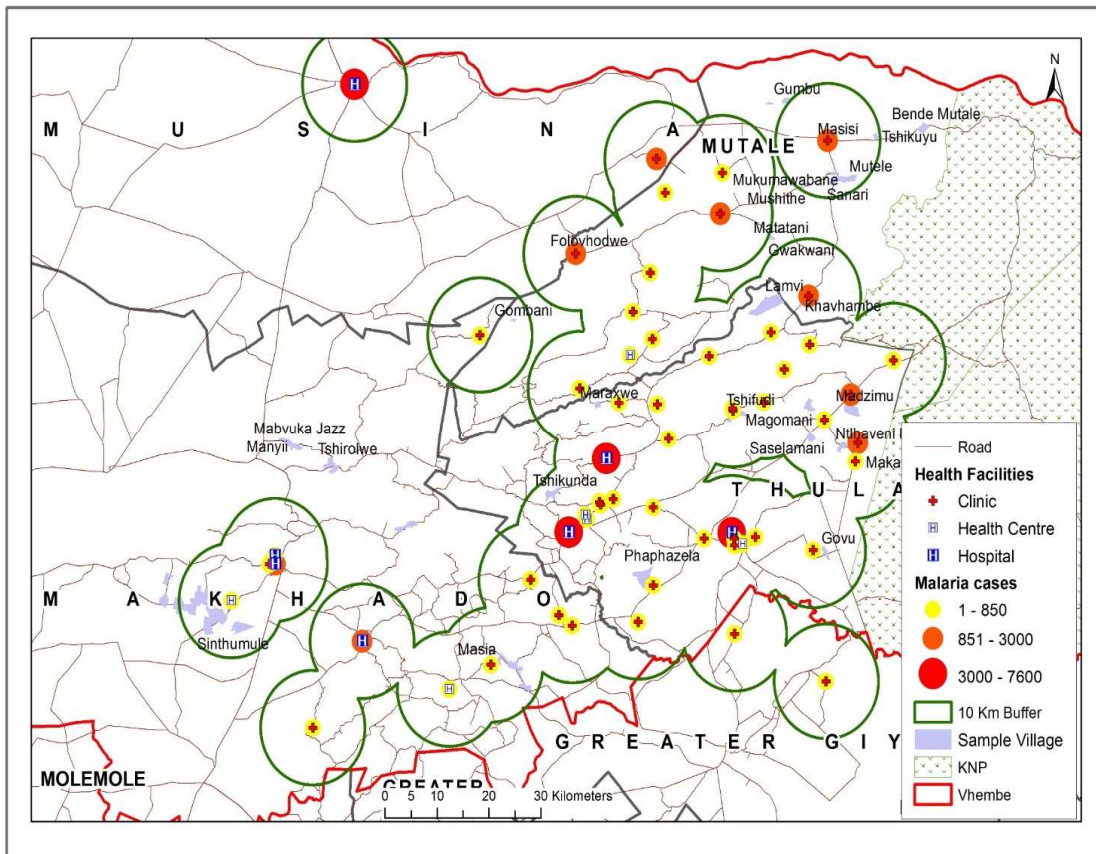 N
Gumbu
Bende Mutale
M U S I N A
Masisi
Tshikuyu
MUTALE
Mutele
Mukumawabane
Sanari
Mushithe
Matatani
Folovhodwe
Gwakwani
Lamvi
Khavhambe
Gombani
Maraxwe
Tshifudi
Madzimu
Magomani
Mabvuka Jazz
Manyii
Tshirolwe
Saselamani
Ntlhaveni
Maka
Tshikunda
T H U L A
Govu
Phaphazela
M A K H A D O
Sinthumule
Masia
G R E A T E R G I Y
MOLEMOLE
GREATER
0 5 10 20 30 Kilometers
Road
Health Facilities
Clinic
H Health Centre
H Hospital
Malaria cases
1 - 850
851 - 3000
3000 - 7600
10 Km Buffer
Sample Village
KNP
Vhembe